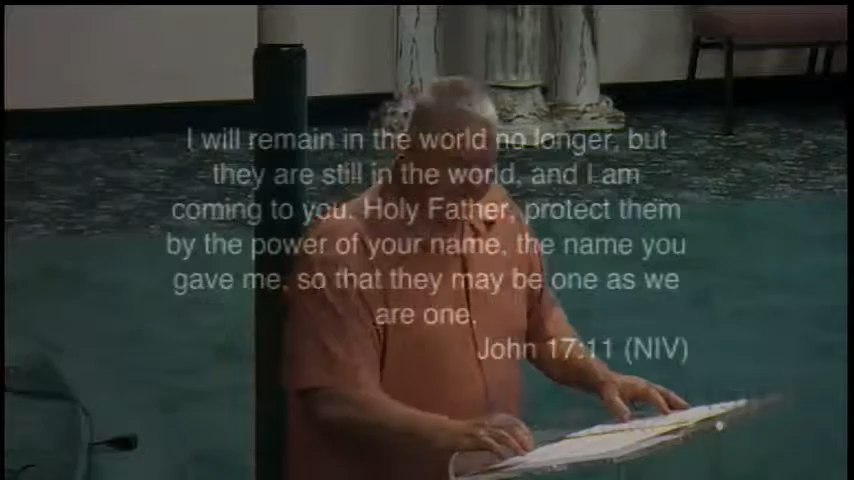 I will remain in the world no longer, but
they are still in the world, and I am
coming to you. Holy Father, protect them
by the power of your name, the name you
gave me, so that they may be one as we
are one.
John 17:11 (NIV)